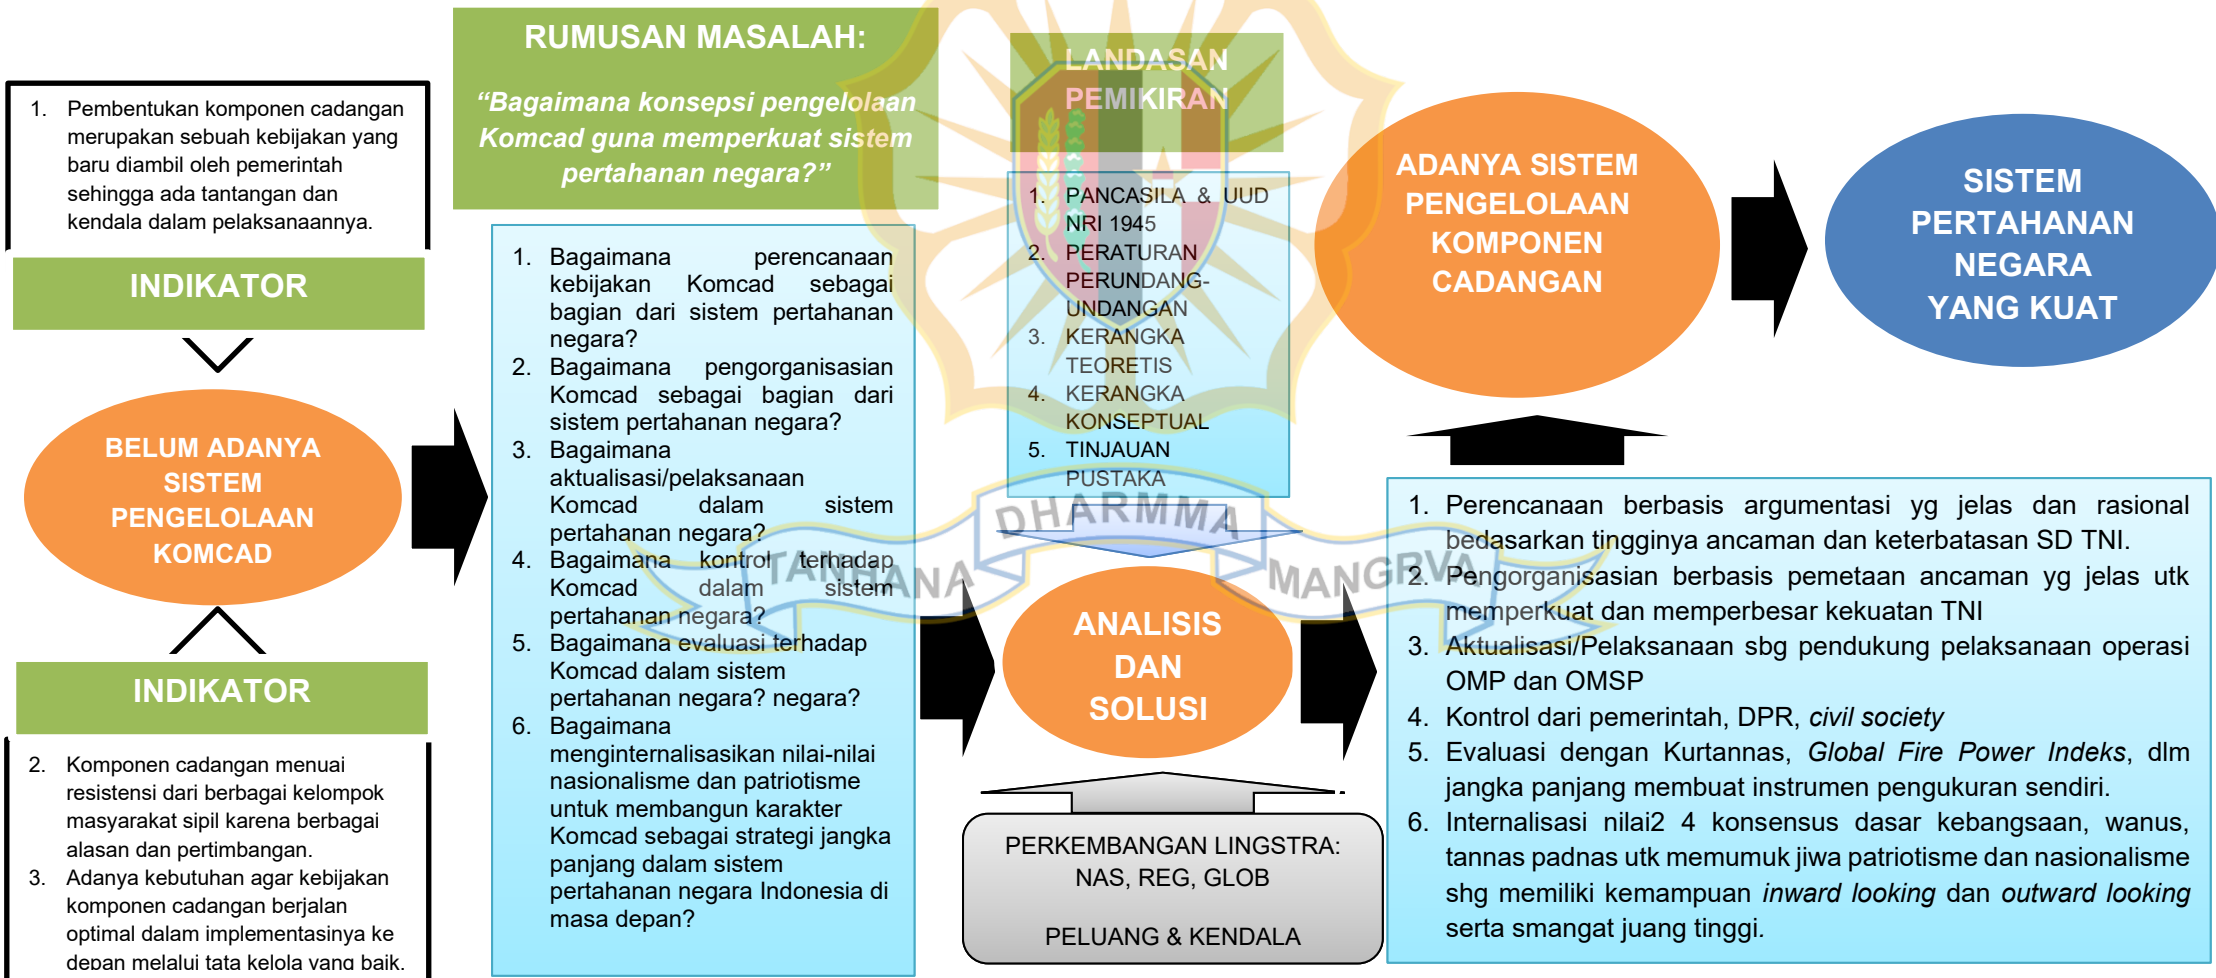 1. Pembentukan komponen cadangan
merupakan sebuah kebijakan yang
baru diambil oleh pemerintah
sehingga ada tantangan dan
kendala dalam pelaksanaannya.
INDIKATOR
BELUM ADANYA
SISTEM
PENGELOLAAN
KOMCAD
INDIKATOR
2. Komponen cadangan menuai
resistensi dari berbagai kelompok
masyarakat sipil karena berbagai
alasan dan pertimbangan.
3. Adanya kebutuhan agar kebijakan
komponen cadangan berjalan
optimal dalam implementasinya ke
depan melalui tata kelola yang baik.
RUMUSAN MASALAH:
“Bagaimana konsepsi pengelolaan
Komcad guna memperkuat sistem
pertahanan negara?”
1. Bagaimana perencanaan
kebijakan Komcad sebagai
bagian dari sistem pertahanan
negara?
2. Bagaimana pengorganisasian
Komcad sebagai bagian dari
sistem pertahanan negara?
3. Bagaimana
aktualisasi/pelaksanaan
Komcad dalam sistem
pertahanan negara?
4. Bagaimana kontrol terhadap
Komcad dalam sistem
pertahanan negara?
5. Bagaimana evaluasi terhadap
Komcad dalam sistem
pertahanan negara? negara?
6. Bagaimana
menginternalisasikan nilai-nilai
nasionalisme dan patriotisme
untuk membangun karakter
Komcad sebagai strategi jangka
panjang dalam sistem
pertahanan negara Indonesia di
masa depan?
LANDASAN
PEMIKIRAN
1. PANCASILA & UUD
NRI 1945
2. PERATURAN
PERUNDANG-
UNDANGAN
3. KERANGKA
TEORETIS
4. KERANGKA
KONSEPTUAL
5. TINJAUAN
PUSTAKA
TANHANA DHARMMA MANGRVA
ANALISIS
DAN
SOLUSI
PERKEMBANGAN LINGSTRA:
NAS, REG, GLOB
PELUANG & KENDALA
ADANYA SISTEM
PENGELOLAAN
KOMPONEN
CADANGAN
SISTEM
PERTAHANAN
NEGARA
YANG KUAT
1. Perencanaan berbasis argumentasi yg jelas dan rasional
bedasarkan tingginya ancaman dan keterbatasan SD TNI.
2. Pengorganisasian berbasis pemetaan ancaman yg jelas utk
memperkuat dan memperbesar kekuatan TNI
3. Aktualisasi/Pelaksanaan sbg pendukung pelaksanaan operasi
OMP dan OMSP
4. Kontrol dari pemerintah, DPR, civil society
5. Evaluasi dengan Kurtannas, Global Fire Power Indeks, dlm
jangka panjang membuat instrumen pengukuran sendiri.
6. Internalisasi nilai2 4 konsensus dasar kebangsaan, wanus,
tannas padnas utk memumuk jiwa patriotisme dan nasionalisme
shg memiliki kemampuan inward looking dan outward looking
serta smangat juang tinggi.